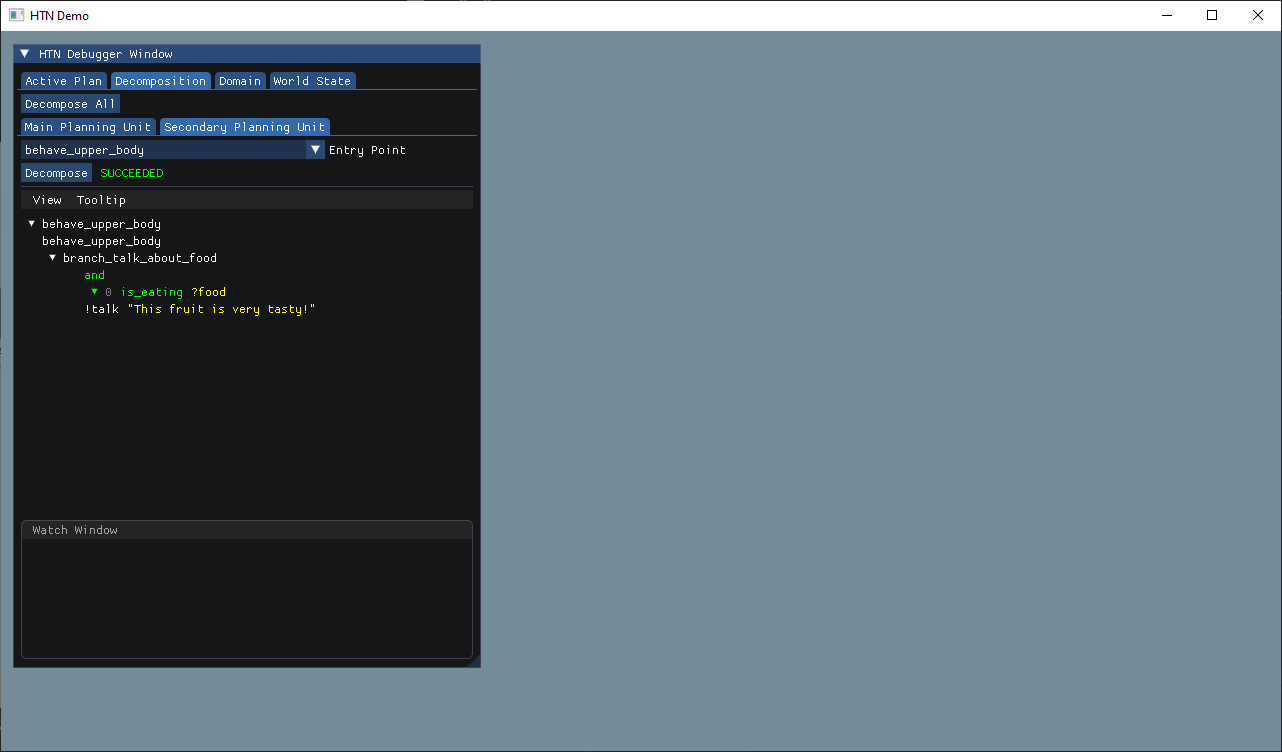 HTN Demo
HTN Debugger Window
Active Plan Decomposition Domain World State
Decompose All
Main Planning Unit Secondary Planning Unit
behave_upper_body Entry Point
Decompose SUCCEEDED
View Tooltip
behave_upper_body
behave_upper_body
branch_talk_about_food
and
0 is_eating ?food
!talk "This fruit is very tasty!"
Watch Window